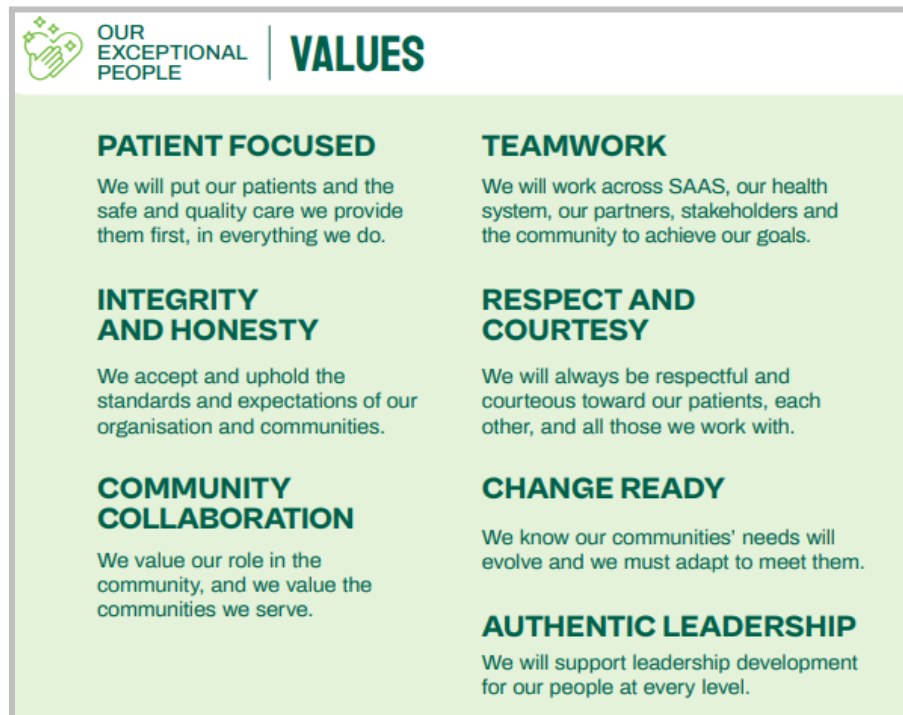 OUR
EXCEPTIONAL
PEOPLE
VALUES
PATIENT FOCUSED
We will put our patients and the
safe and quality care we provide
them first, in everything we do.
INTEGRITY
AND HONESTY
We accept and uphold the
standards and expectations of our
organisation and communities.
COMMUNITY
COLLABORATION
We value our role in the
community, and we value the
communities we serve.
TEAMWORK
We will work across SAAS, our health
system, our partners, stakeholders and
the community to achieve our goals.
RESPECT AND
COURTESY
We will always be respectful and
courteous toward our patients, each
other, and all those we work with.
CHANGE READY
We know our communities’ needs will
evolve and we must adapt to meet them.
AUTHENTIC LEADERSHIP
We will support leadership development
for our people at every level.